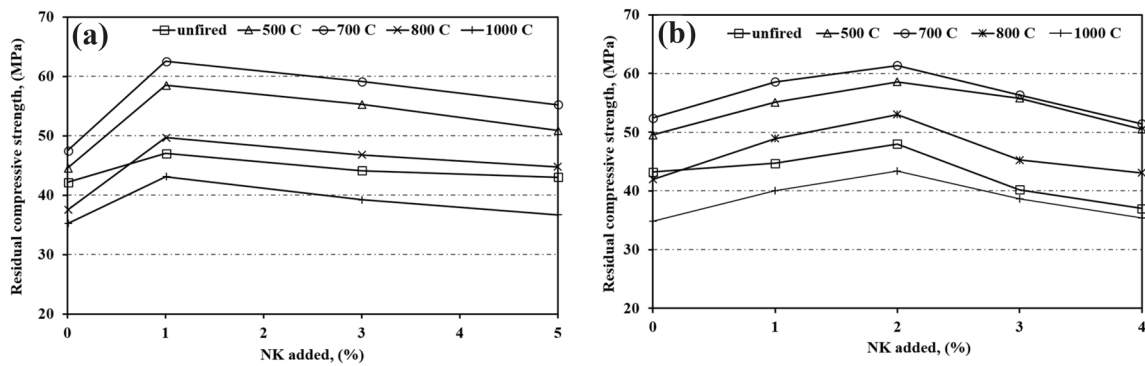 (a)
unfired 500 C 700 C 800 C 1000 C
Residual compressive strength, (MPa)
70
60
50
40
30
20
0 1 2 3 4 5
NK added, (%)
(b)
unfired 500 C 700 C 800 C 1000 C
Residual compressive strength, (MPa)
70
60
50
40
30
20
0 1 2 3 4
NK added, (%)